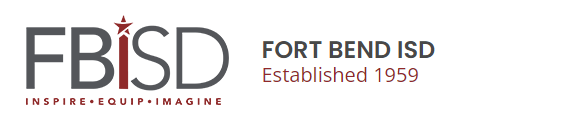 FBISD
INSPIRE•EQUIP•IMAGINE
FORT BEND ISD
Established 1959